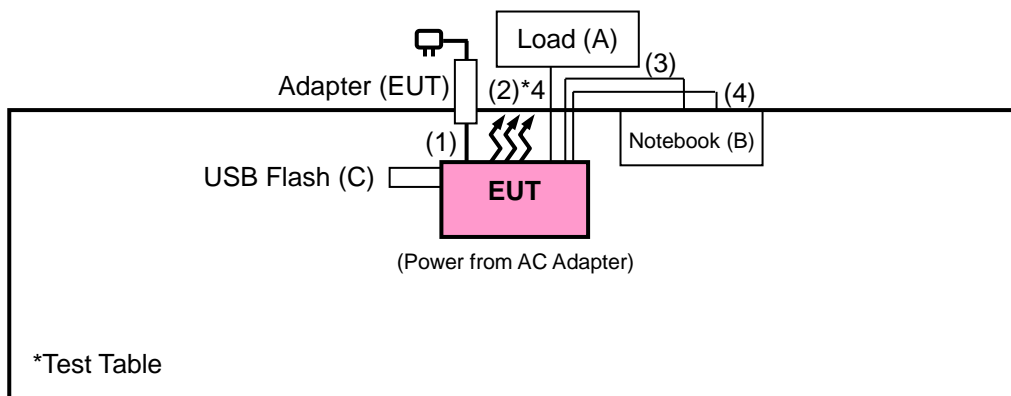 Load (A)
Adapter (EUT)
(2)*4
(3)
(4)
(1)
Notebook (B)
USB Flash (C)
EUT
(Power from AC Adapter)
*Test Table